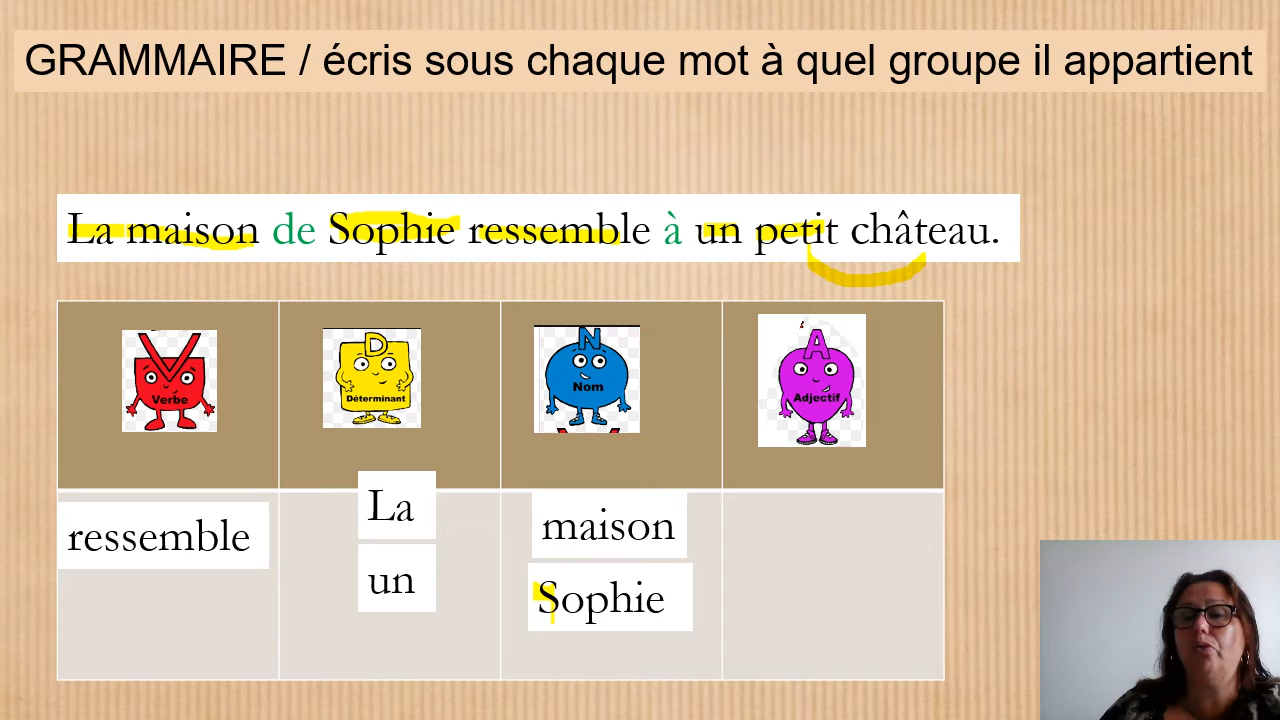 GRAMMAIRE / écris sous chaque mot à quel groupe il appartient
La maison de Sophie ressemble à un petit château.
V D N A
Verbe Déterminant Nom Adjectif
ressemble La maison
un Sophie